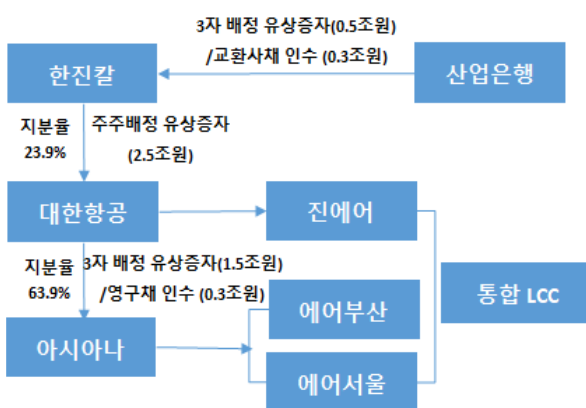 3자 배정 유상증자(0.5조원)
/교환사채 인수 (0.3조원)
한진칼
산업은행
지분율
23.9%
주주배정 유상증자
(2.5조원)
대한항공
진에어
지분율
63.9%
3자 배정 유상증자(1.5조원)
/영구채 인수 (0.3조원)
통합 LCC
에어부산
아시아나
에어서울